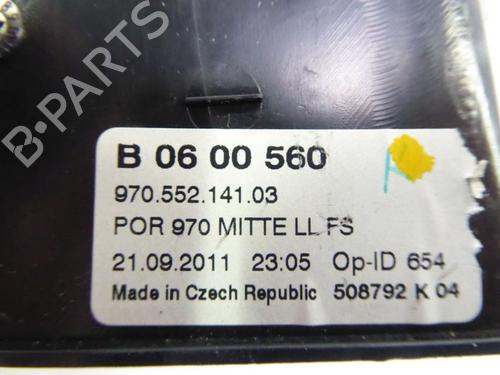 B-PARTS
B 06 00 560
970.552.141.03
POR 970 MITTE LL FS
21.09.2011 23:05 Op-ID 654
Made in Czech Republic 508792 K 04